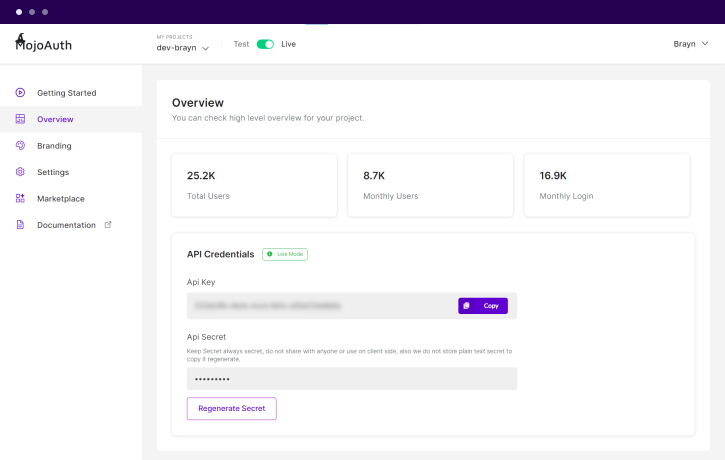 MojoAuth
MY PROJECTS
dev-brayn
Test
Live
Brayn
Getting Started
Overview
Branding
Settings
Marketplace
Documentation
Overview
You can check high level overview for your project.
25.2K
Total Users
8.7K
Monthly Users
16.9K
Monthly Login
API Credentials
Live Mode
Api Key
Copy
Api Secret
Keep Secret always secret, do not share with anyone or use on client side, also we do not store plain text secret to
copy it regenerate.
•••••••••
Regenerate Secret